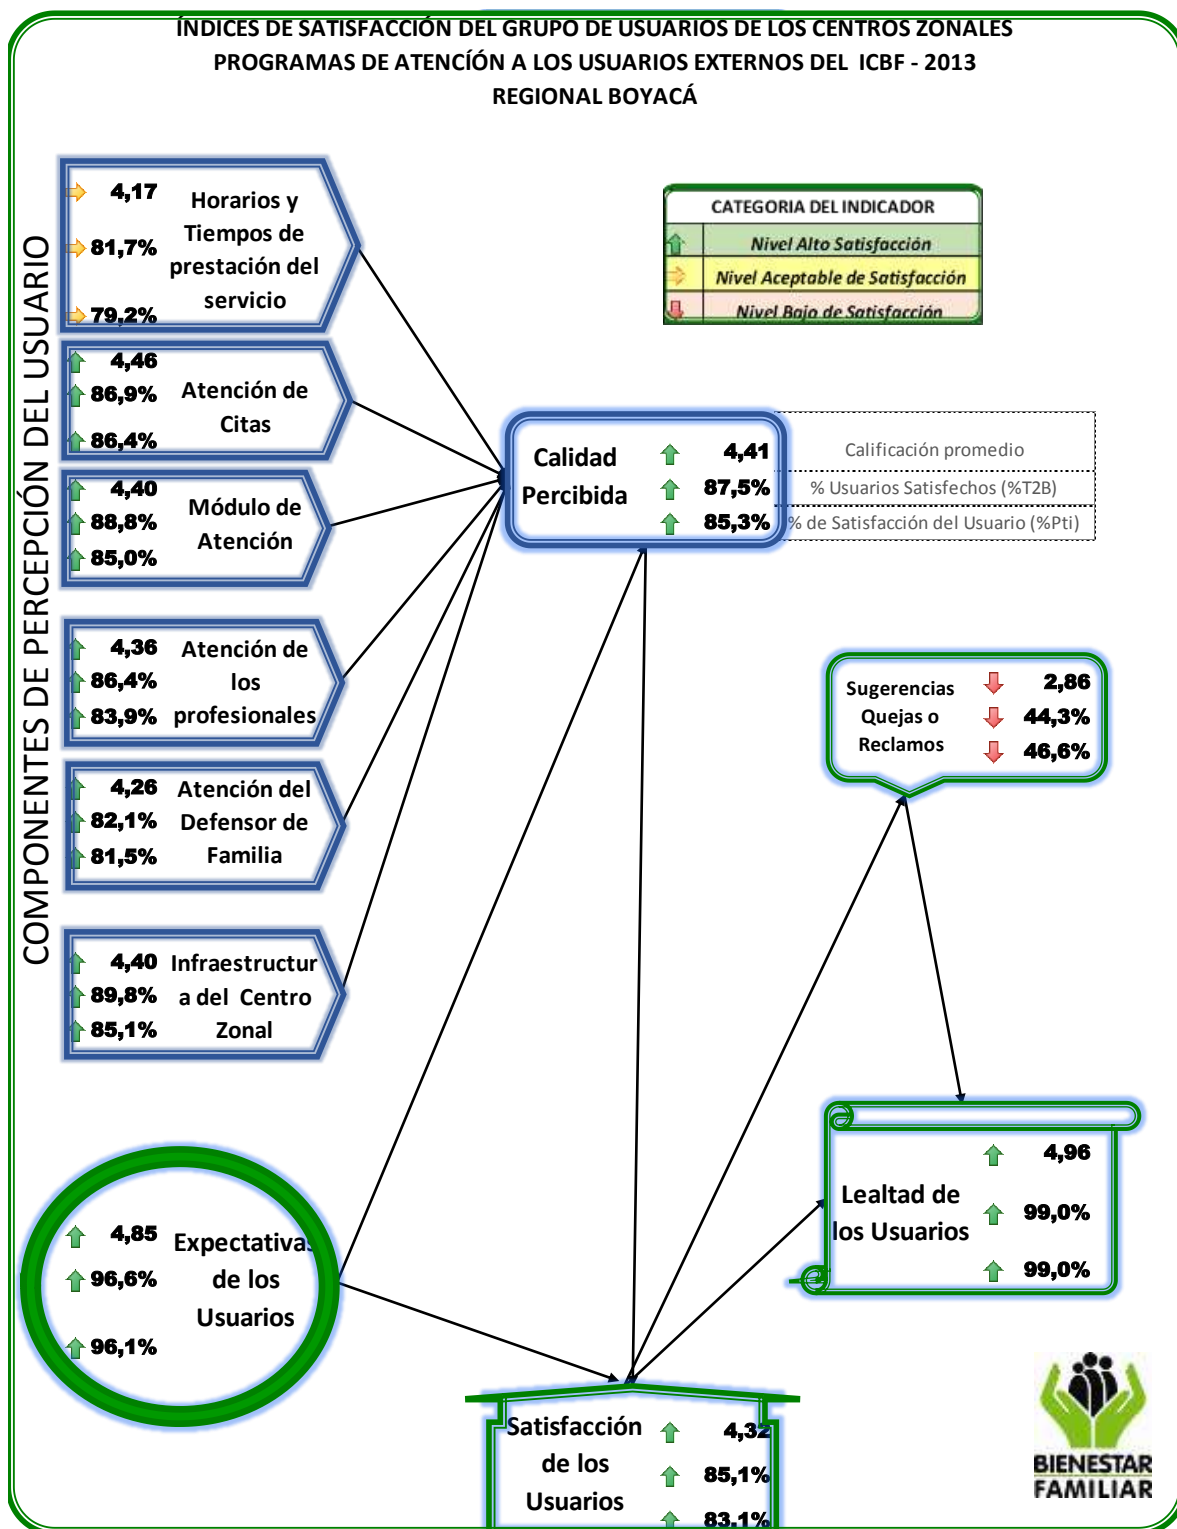 ÍNDICES DE SATISFACCIÓN DEL GRUPO DE USUARIOS DE LOS CENTROS ZONALES
PROGRAMAS DE ATENCÍÓN A LOS USUARIOS EXTERNOS DEL ICBF - 2013
REGIONAL BOYACÁ
COMPONENTES DE PERCEPCIÓN DEL USUARIO
4,17
81,7%
79,2%
Horarios y
Tiempos de
prestación del
servicio
CATEGORIA DEL INDICADOR
Nivel Alto Satisfacción
Nivel Aceptable de Satisfacción
Nivel Bajo de Satisfacción
4,46
86,9%
86,4%
Atención de
Citas
4,40
88,8%
85,0%
Módulo de
Atención
Calidad
Percibida
4,41
87,5%
85,3%
Calificación promedio
% Usuarios Satisfechos (%T2B)
% de Satisfacción del Usuario (%Pti)
4,36
86,4%
83,9%
Atención de
los
profesionales
Sugerencias
Quejas o
Reclamos
2,86
44,3%
46,6%
4,26
82,1%
81,5%
Atención del
Defensor de
Familia
4,40
89,8%
85,1%
Infraestructur
a del Centro
Zonal
Lealtad de
los Usuarios
4,96
99,0%
99,0%
4,85
96,6%
96,1%
Expectativas
de los
Usuarios
Satisfacción
de los
Usuarios
4,32
85,1%
83,1%
BIENESTAR
FAMILIAR